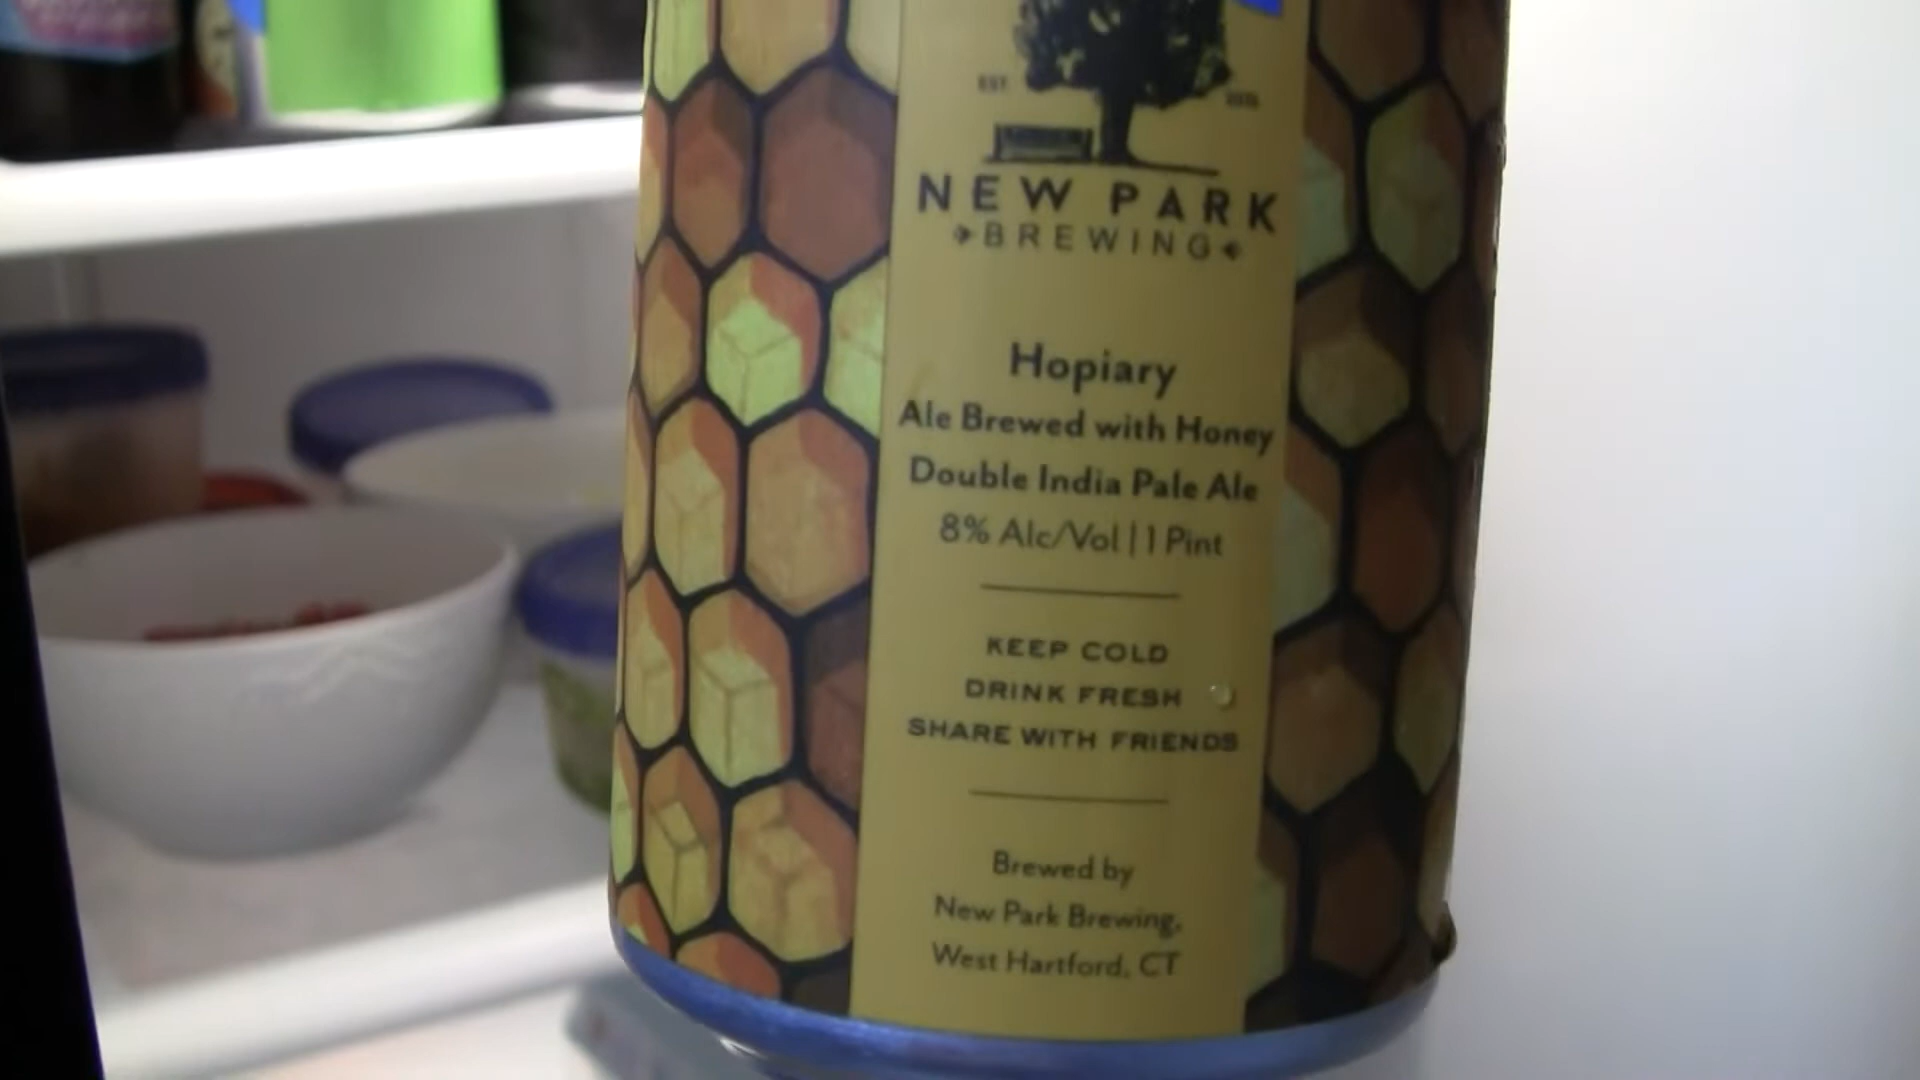 EST.
NEW PARK
BREWING
Hopiary
Ale Brewed with Honey
Double India Pale Ale
8% Alc/Vol | 1 Pint
KEEP COLD
DRINK FRESH
SHARE WITH FRIENDS
Brewed by
New Park Brewing,
West Hartford, CT